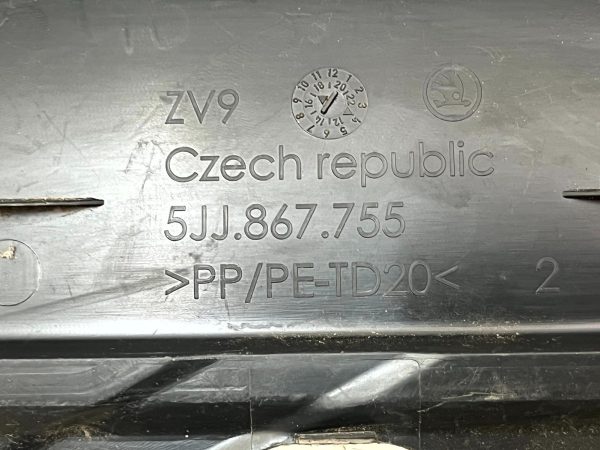 ZV9
Czech republic
5JJ.867.755
>PP/PE-TD20< 2